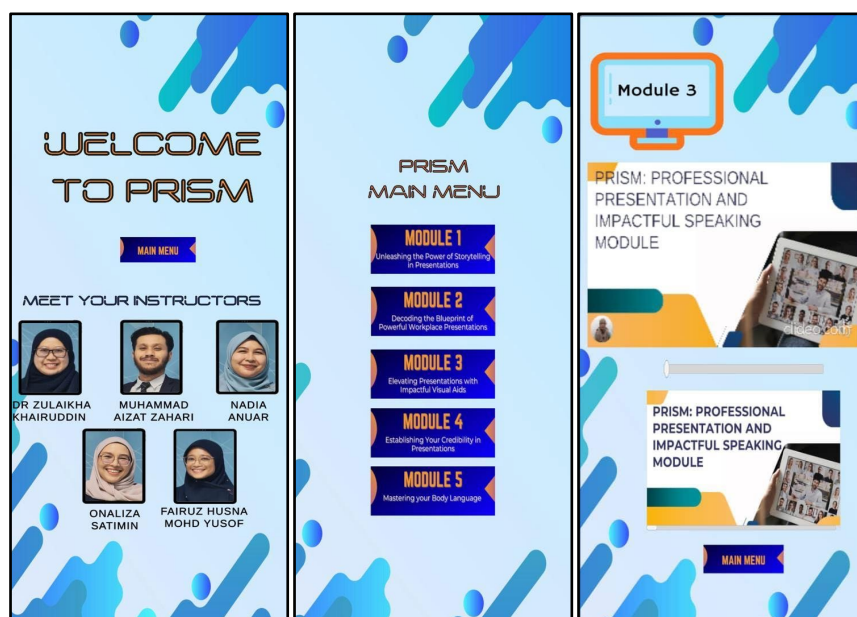 WELCOME
TO PRISM
MAIN MENU
MEET YOUR INSTRUCTORS
DR ZULAIKHA
KHAIRUDDIN
MUHAMMAD
AIZAT ZAHARI
NADIA
ANUAR
ONALIZA
SATIMIN
FAIRUZ HUSNA
MOHD YUSOF
PRISM
MAIN MENU
MODULE 1
Unleashing the Power of Storytelling
in Presentations
MODULE 2
Decoding the Blueprint of
Powerful Workplace Presentations
MODULE 3
Elevating Presentations with
Impactful Visual Aids
MODULE 4
Establishing Your Credibility in
Presentations
MODULE 5
Mastering your Body Language
Module 3
PRISM: PROFESSIONAL
PRESENTATION AND
IMPACTFUL SPEAKING
MODULE
clideo.com
PRISM: PROFESSIONAL
PRESENTATION AND
IMPACTFUL SPEAKING
MODULE
MAIN MENU